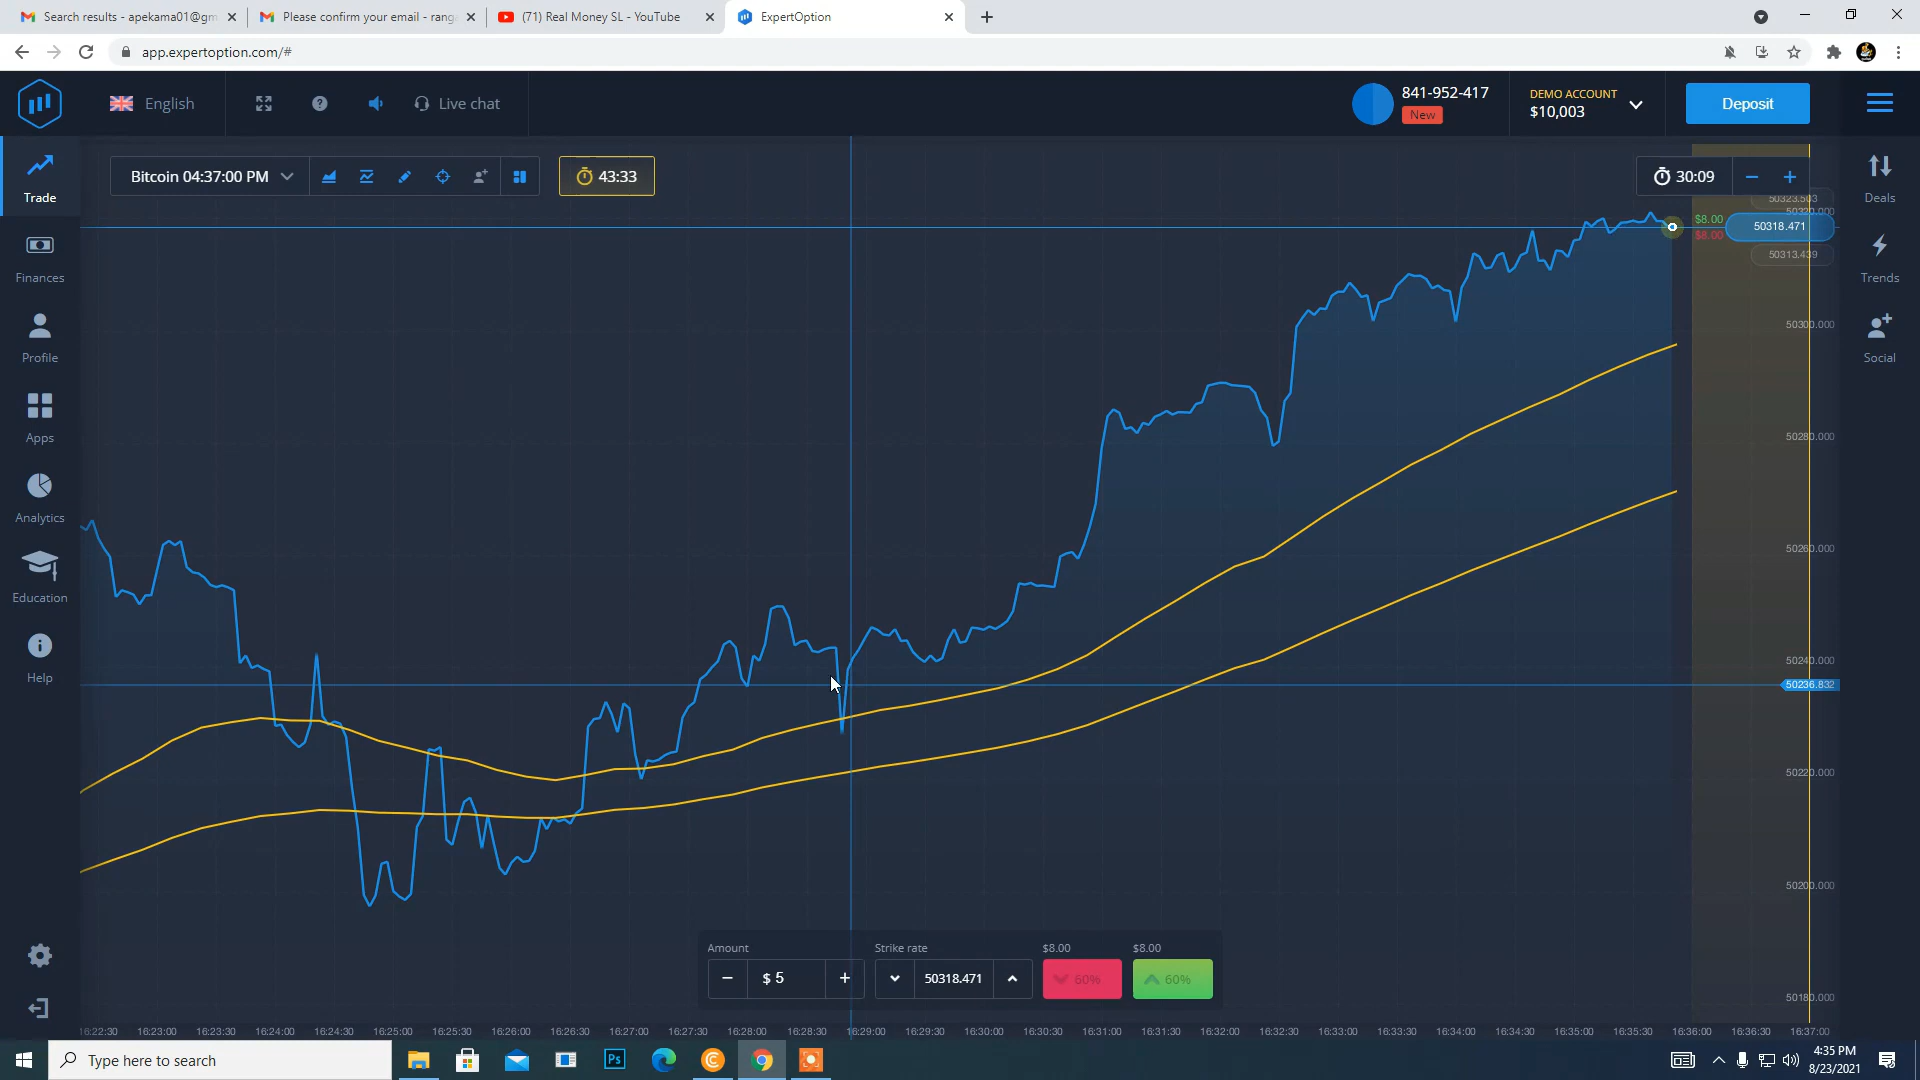 Search results - apekama01@gm
Please confirm your email - rang
(71) Real Money SL - YouTube
ExpertOption
app.expertoption.com/#
English
Live chat
841-952-417
New
DEMO ACCOUNT
$10,003
Deposit
Trade
Finances
Profile
Apps
Analytics
Education
Help
Bitcoin 04:37:00 PM
43:33
30:09
Deals
Trends
Social
50323.503
50320.000
$8.00
$8.00
50318.471
50313.439
50300.000
50280.000
50260.000
50240.000
50236.832
50220.000
50200.000
50180.000
Amount
Strike rate
$8.00
$8.00
$ 5
50318.471
60%
60%
16:22:30 16:23:00 16:23:30 16:24:00 16:24:30 16:25:00 16:25:30 16:26:00 16:26:30 16:27:00 16:27:30 16:28:00 16:28:30 16:29:00 16:29:30 16:30:00 16:30:30 16:31:00 16:31:30 16:32:00 16:32:30 16:33:00 16:33:30 16:34:00 16:34:30 16:35:00 16:35:30 16:36:00 16:36:30 16:37:00
Type here to search
Ps
4:35 PM
8/23/2021